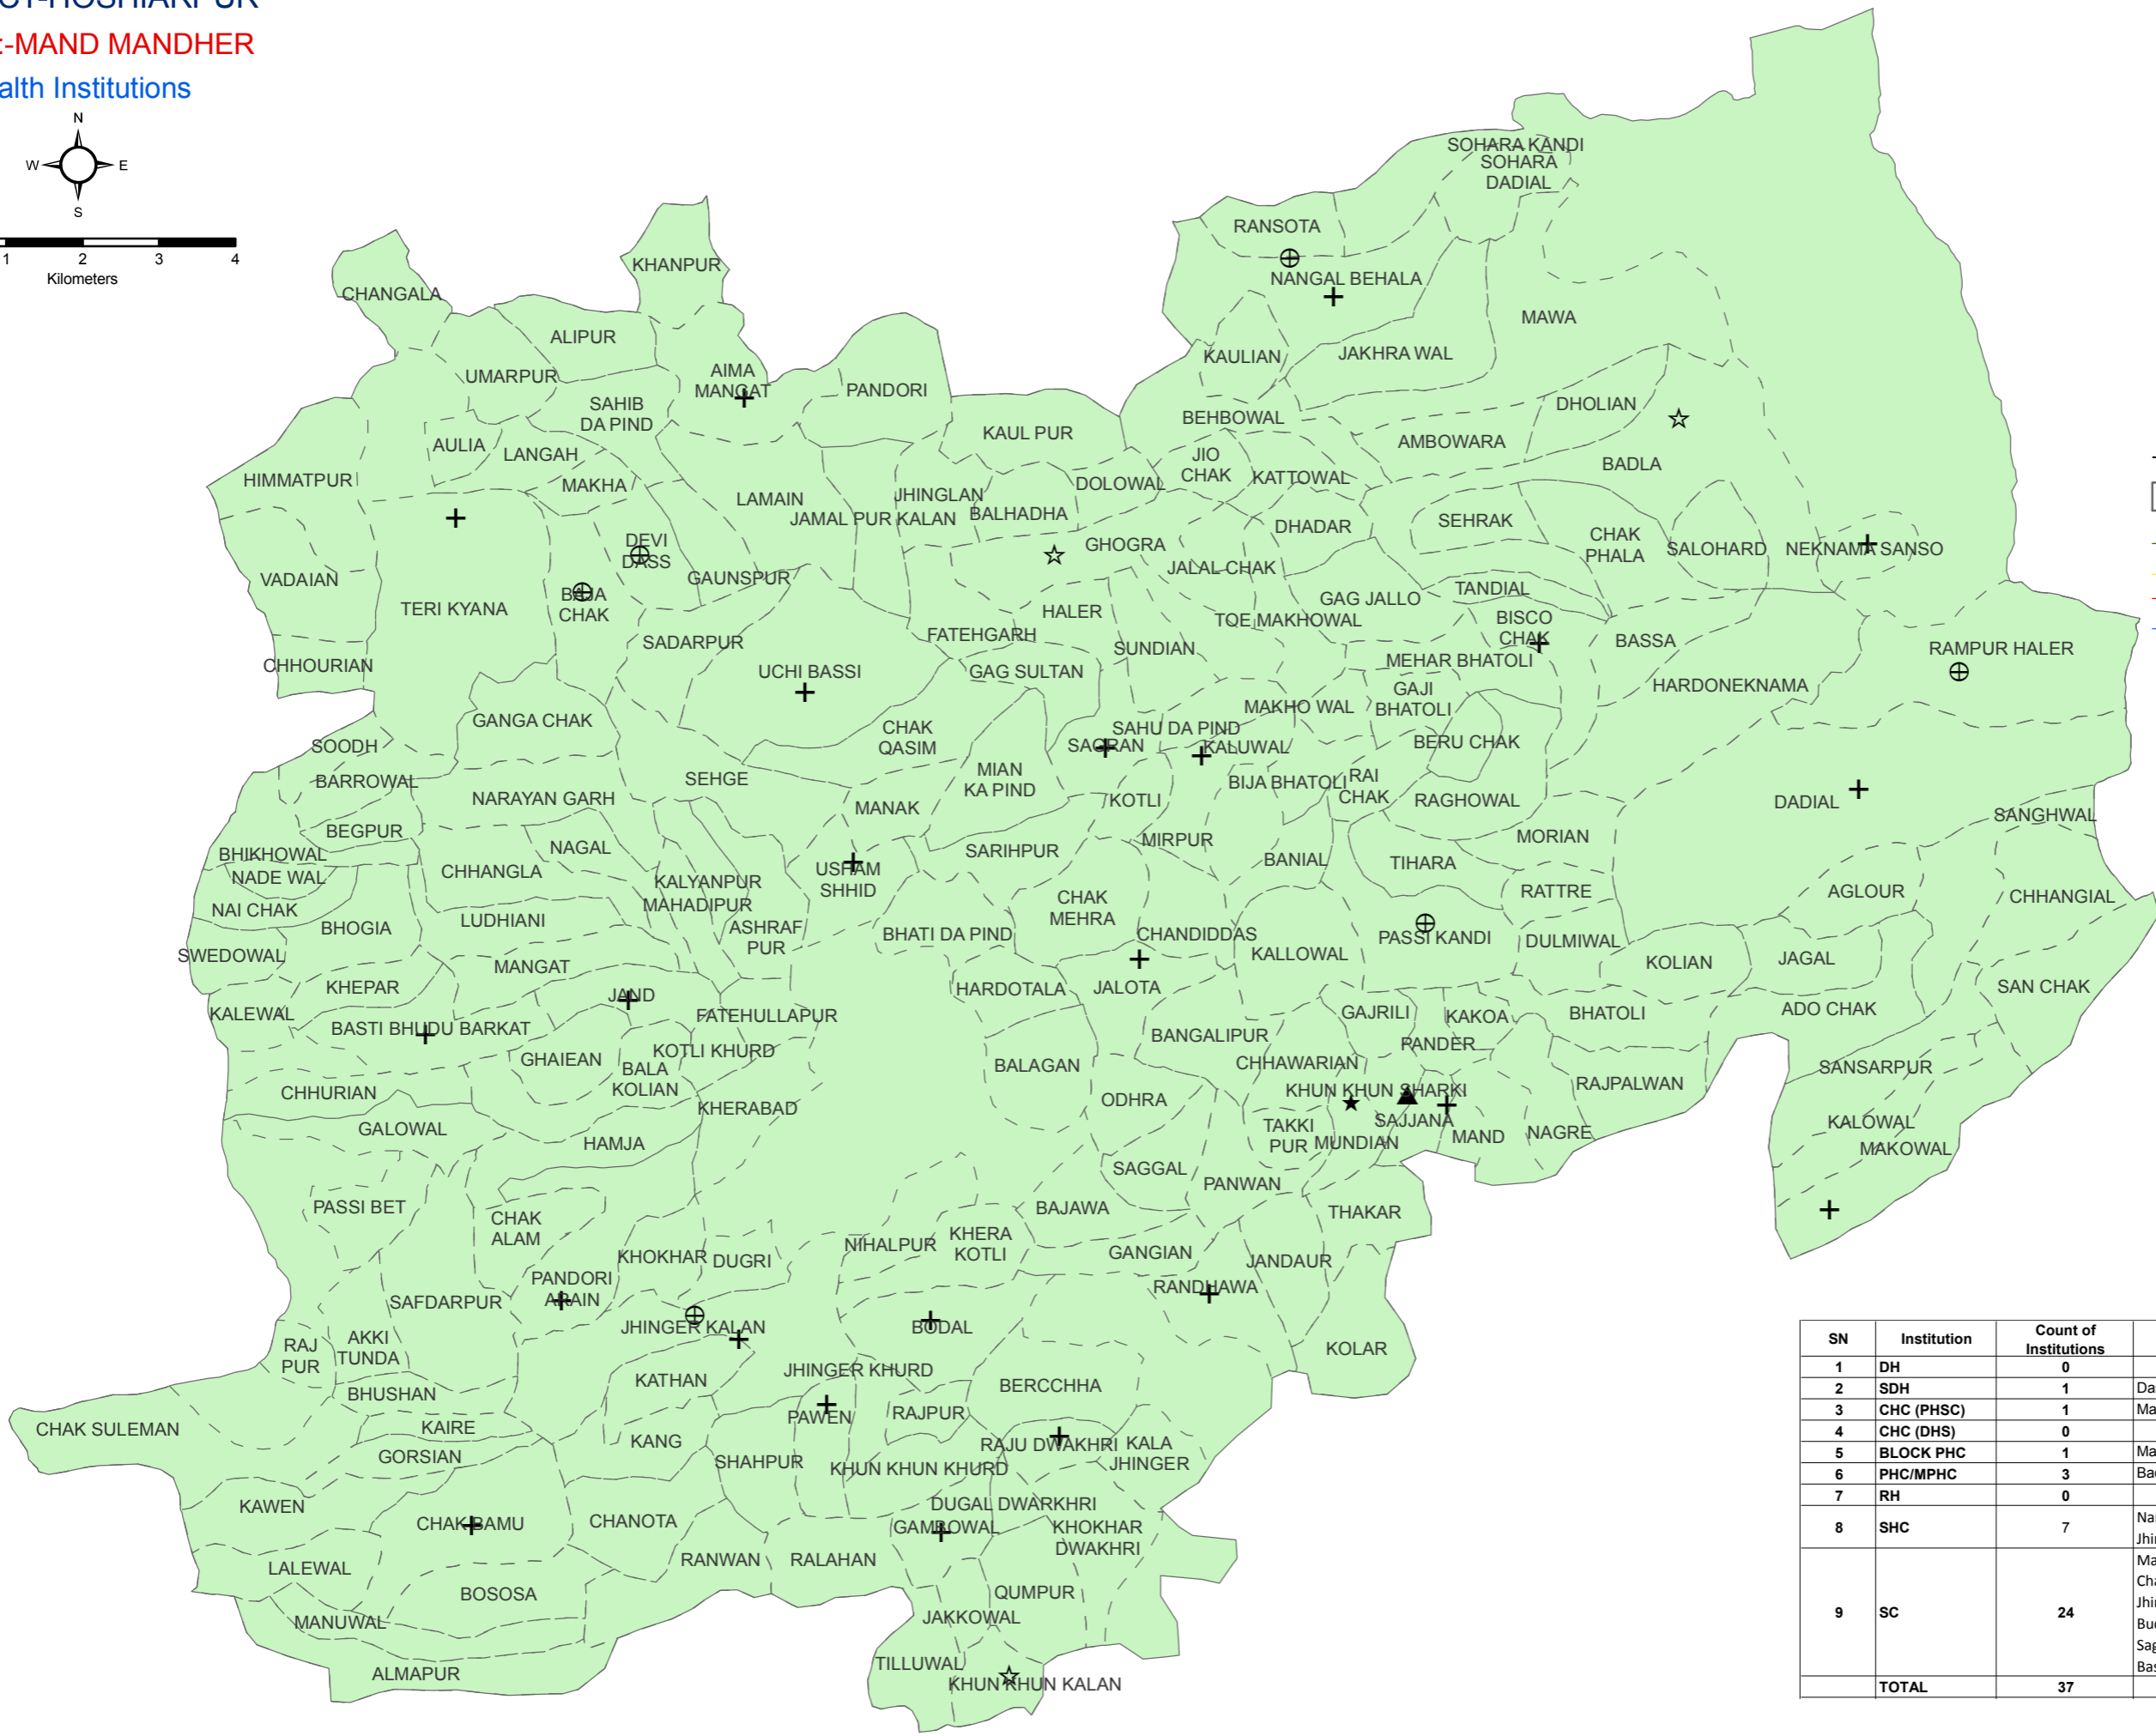 CT-HOSHIARPUR
:-MAND MANDHER
alth Institutions
N
W E
S
1 2 3 4
Kilometers
SOHARA KANDI
SOHARA
DADIAL
RANSOTA
KHANPUR
NANGAL BEHALA
CHANGALA
MAWA
ALIPUR
JAKHRA WAL
KAULIAN
AIMA
MANGAT
UMARPUR
PANDORI
SAHIB
DA PIND
DHOLIAN
BEHBOWAL
KAUL PUR
AMBOWARA
AULIA
LANGAH
JIO
CHAK
BADLA
HIMMATPUR
MAKHA
DOLOWAL
KATTOWAL
LAMAIN
JHINGLAN
JAMAL PUR KALAN
BALHADHA
DHADAR
SEHRAK
CHAK
PHALA
DEVI
DASS
GHOGRA
SALOHARD
NEKNAMA SANSO
JALAL CHAK
VADAIAN
GAUNSPUR
TANDIAL
TERI KYANA
BAJA
CHAK
HALER
GAG JALLO
TOE MAKHOWAL
BISCO
CHAK
FATEHGARH
SADARPUR
BASSA
RAMPUR HALER
SUNDIAN
CHHOURIAN
MEHAR BHATOLI
UCHI BASSI
GAG SULTAN
GAJI
BHATOLI
HARDONEKNAMA
MAKHO WAL
GANGA CHAK
SAHU DA PIND
CHAK
QASIM
SOODH
SAGRAN
KALUWAL
BERU CHAK
BARROWAL
SEHGE
MIAN
KA PIND
BIJA BHATOLI
RAI
CHAK
NARAYAN GARH
MANAK
KOTLI
RAGHOWAL
DADIAL
SANGHWAL
BEGPUR
NAGAL
SARIHPUR
MIRPUR
MORIAN
BHIKHOWAL
NADE WAL
CHHANGLA
KALYANPUR
USHAM
SHHID
BANIAL
TIHARA
MAHADIPUR
CHAK
MEHRA
RATTRE
AGLOUR
CHHANGIAL
NAI CHAK
BHOGIA
LUDHIANI
ASHRAF
PUR
BHATI DA PIND
CHANDIDDAS
PASSI KANDI
DULMIWAL
SWEDOWAL
MANGAT
KALLOWAL
KOLIAN
JAGAL
KHEPAR
JAND
HARDOTALA
JALOTA
SAN CHAK
KALEWAL
BASTI BHUDU BARKAT
FATEHULLAPUR
GAJRILI
KAKOA
BHATOLI
ADO CHAK
BANGALIPUR
GHAIEAN
KOTLI KHURD
PANDER
BALA
KOLIAN
BALAGAN
CHHAWARIAN
SANSARPUR
CHHURIAN
KHUN KHUN SHARKI
RAJPALWAN
KHERABAD
ODHRA
SAJJANA
GALOWAL
HAMJA
TAKKI
PUR
MUNDIAN
MAND
NAGRE
KALOWAL
MAKOWAL
SAGGAL
PANWAN
PASSI BET
BAJAWA
THAKAR
CHAK
ALAM
KHOKHAR
DUGRI
NIHALPUR
KHERA
KOTLI
GANGIAN
JANDAUR
PANDORI
ARAIN
RANDHAWA
SAFDARPUR
JHINGER KALAN
BODAL
RAJ
PUR
AKKI
TUNDA
KOLAR
KATHAN
JHINGER KHURD
BERCCHHA
BHUSHAN
PAWEN
RAJPUR
CHAK SULEMAN
KAIRE
KANG
RAJU DWAKHRI
KALA
JHINGER
GORSIAN
SHAHPUR
KHUN KHUN KHURD
KAWEN
DUGAL DWARKHRI
CHAK BAMU
CHANOTA
GAMBOWAL
KHOKHAR
DWAKHRI
LALEWAL
RANWAN
RALAHAN
BOSOSA
QUMPUR
MANUWAL
JAKKOWAL
ALMAPUR
TILLUWAL
KHUN KHUN KALAN
SN Institution Count of Institutions
1 DH 0
2 SDH 1 Da
3 CHC (PHSC) 1 Ma
4 CHC (DHS) 0
5 BLOCK PHC 1 Ma
6 PHC/MPHC 3 Ba
7 RH 0
8 SHC 7 Na
Jhi
9 SC 24 Ma
Cha
Jhi
Bu
Sag
Bas
TOTAL 37